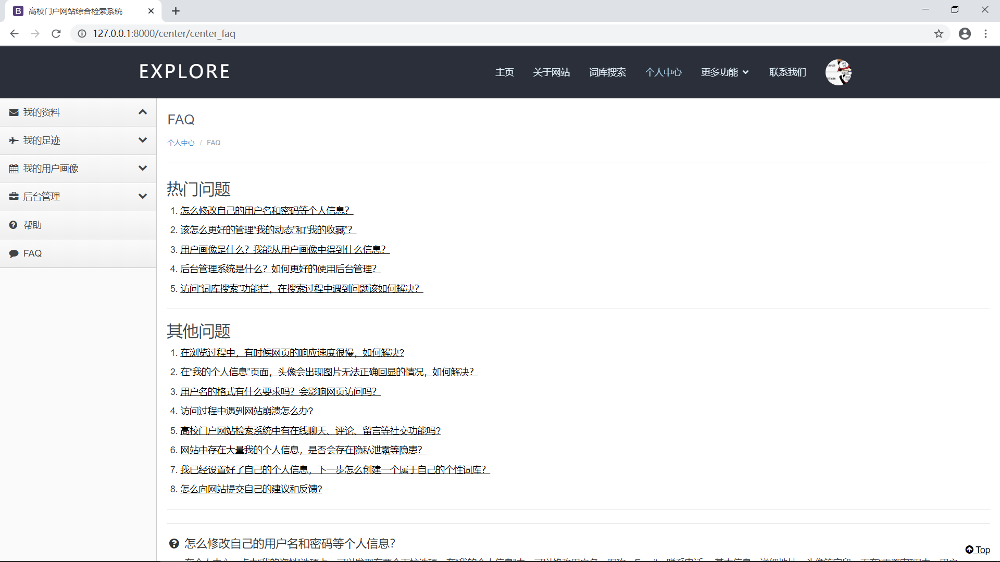 高校门户网站综合检索系统
127.0.0.1:8000/center/center_faq
EXPLORE
主页 关于网站 词库搜索 个人中心 更多功能 联系我们
我的资料
我的足迹
我的用户画像
后台管理
帮助
FAQ
FAQ
个人中心 / FAQ
热门问题
1. 怎么修改自己的用户名和密码等个人信息？
2. 该怎么更好的管理“我的动态”和“我的收藏”？
3. 用户画像是什么？我能从用户画像中得到什么信息？
4. 后台管理系统是什么？如何更好的使用后台管理？
5. 访问“词库搜索”功能栏，在搜索过程中遇到问题该如何解决？
其他问题
1. 在浏览过程中，有时候网页的响应速度很慢，如何解决?
2. 在“我的个人信息”页面，头像会出现图片无法正确回显的情况，如何解决？
3. 用户名的格式有什么要求吗？会影响网页访问吗？
4. 访问过程中遇到网站崩溃怎么办?
5. 高校门户网站检索系统中有在线聊天、评论、留言等社交功能吗?
6. 网站中存在大量我的个人信息，是否会存在隐私泄露等隐患？
7. 我已经设置好了自己的个人信息，下一步怎么创建一个属于自己的个性词库？
8. 怎么向网站提交自己的建议和反馈?
怎么修改自己的用户名和密码等个人信息？
Top